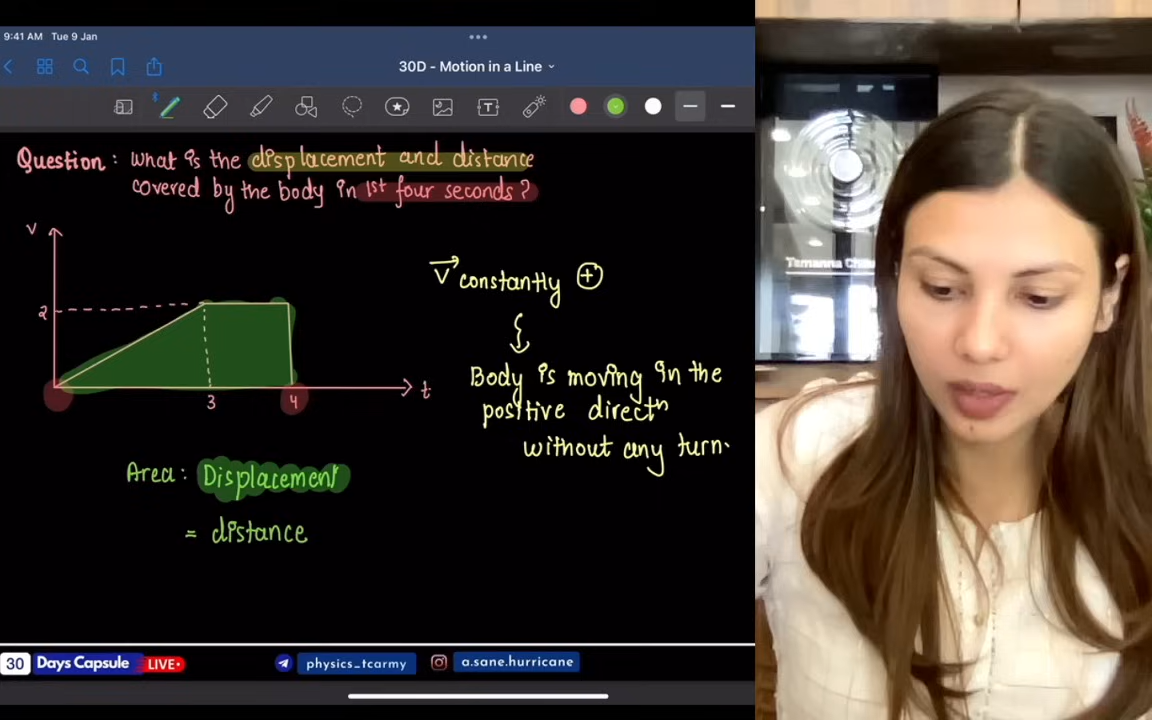 9:41 AM Tue 9 Jan
30D - Motion in a Line
T
Question: What is the displacement and distance
covered by the body in 1st four seconds?
V
2
3
4
t
V constantly +
Body is moving in the
positive directn
without any turn.
Area: Displacement
= distance
Tamanna
30 Days Capsule LIVE
physics_tcarmy
a.sane.hurricane